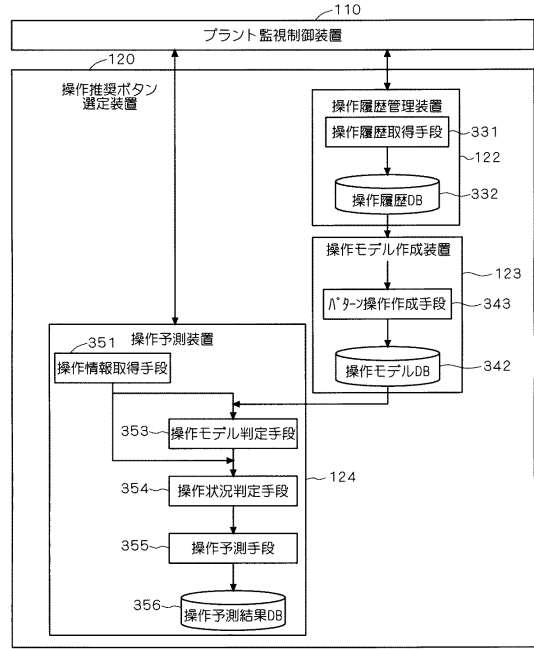 110
プラント監視制御装置
120
操作推奨ボタン
選定装置
操作履歴管理装置
操作履歴取得手段
331
122
操作履歴DB
332
操作モデル作成装置
123
パターン操作作成手段
343
操作モデルDB
342
操作予測装置
351
操作情報取得手段
353
操作モデル判定手段
354
操作状況判定手段
124
355
操作予測手段
356
操作予測結果DB